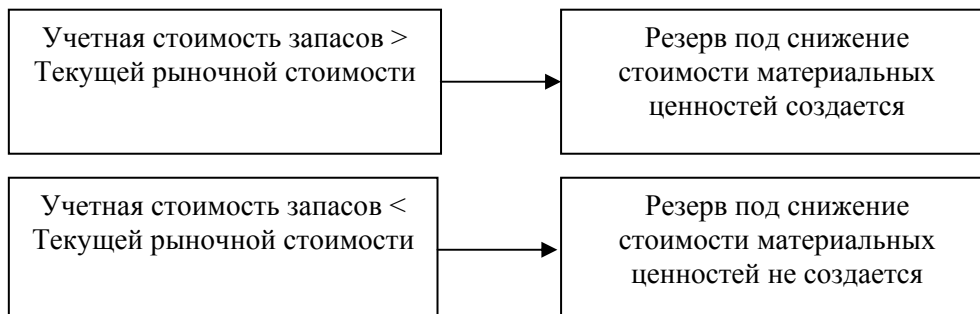 Учетная стоимость запасов >
Текущей рыночной стоимости
Резерв под снижение
стоимости материальных
ценностей создается
Учетная стоимость запасов <
Текущей рыночной стоимости
Резерв под снижение
стоимости материальных
ценностей не создается